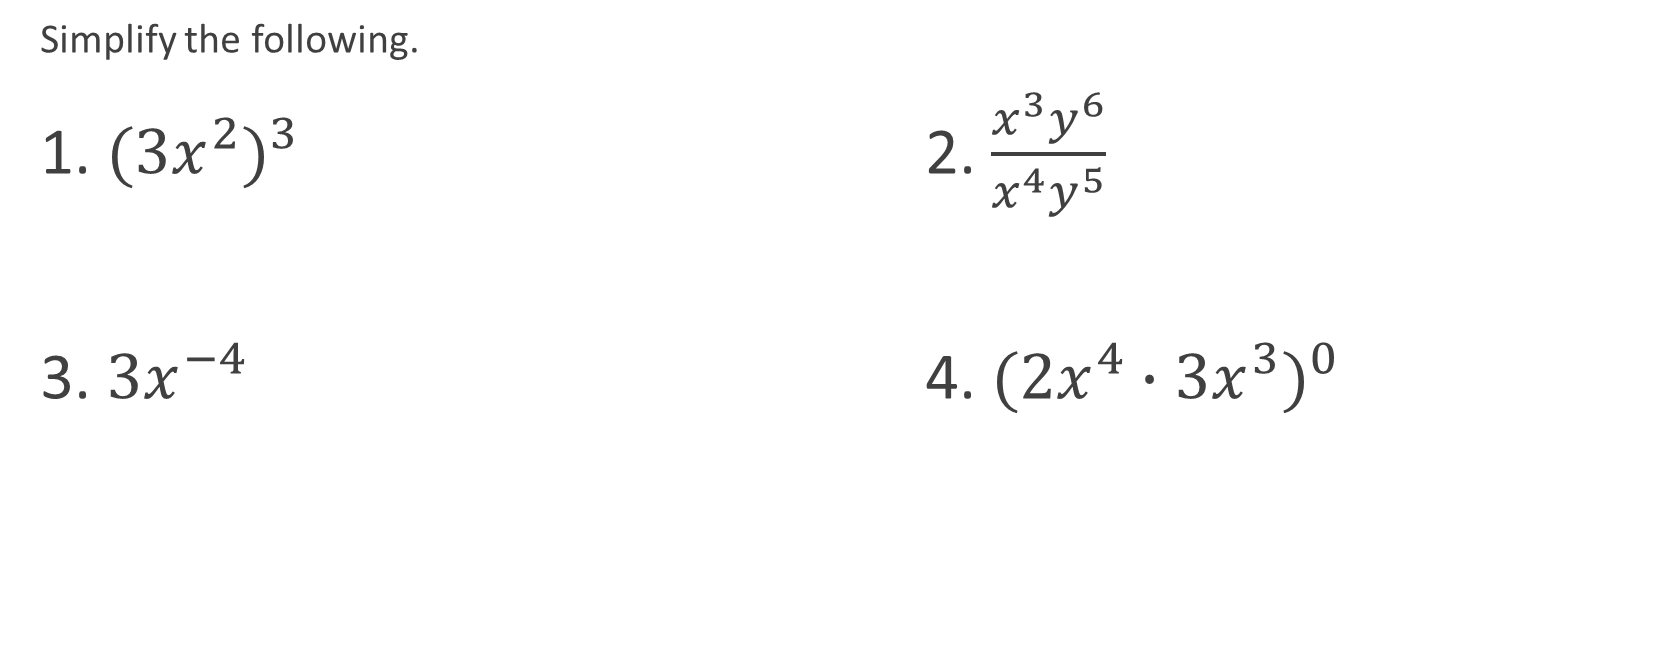 Simplify the following.
1. (3x²)³
2. x³y⁶/x⁴y⁵
3. 3x⁻⁴
4. (2x⁴ · 3x³)⁰